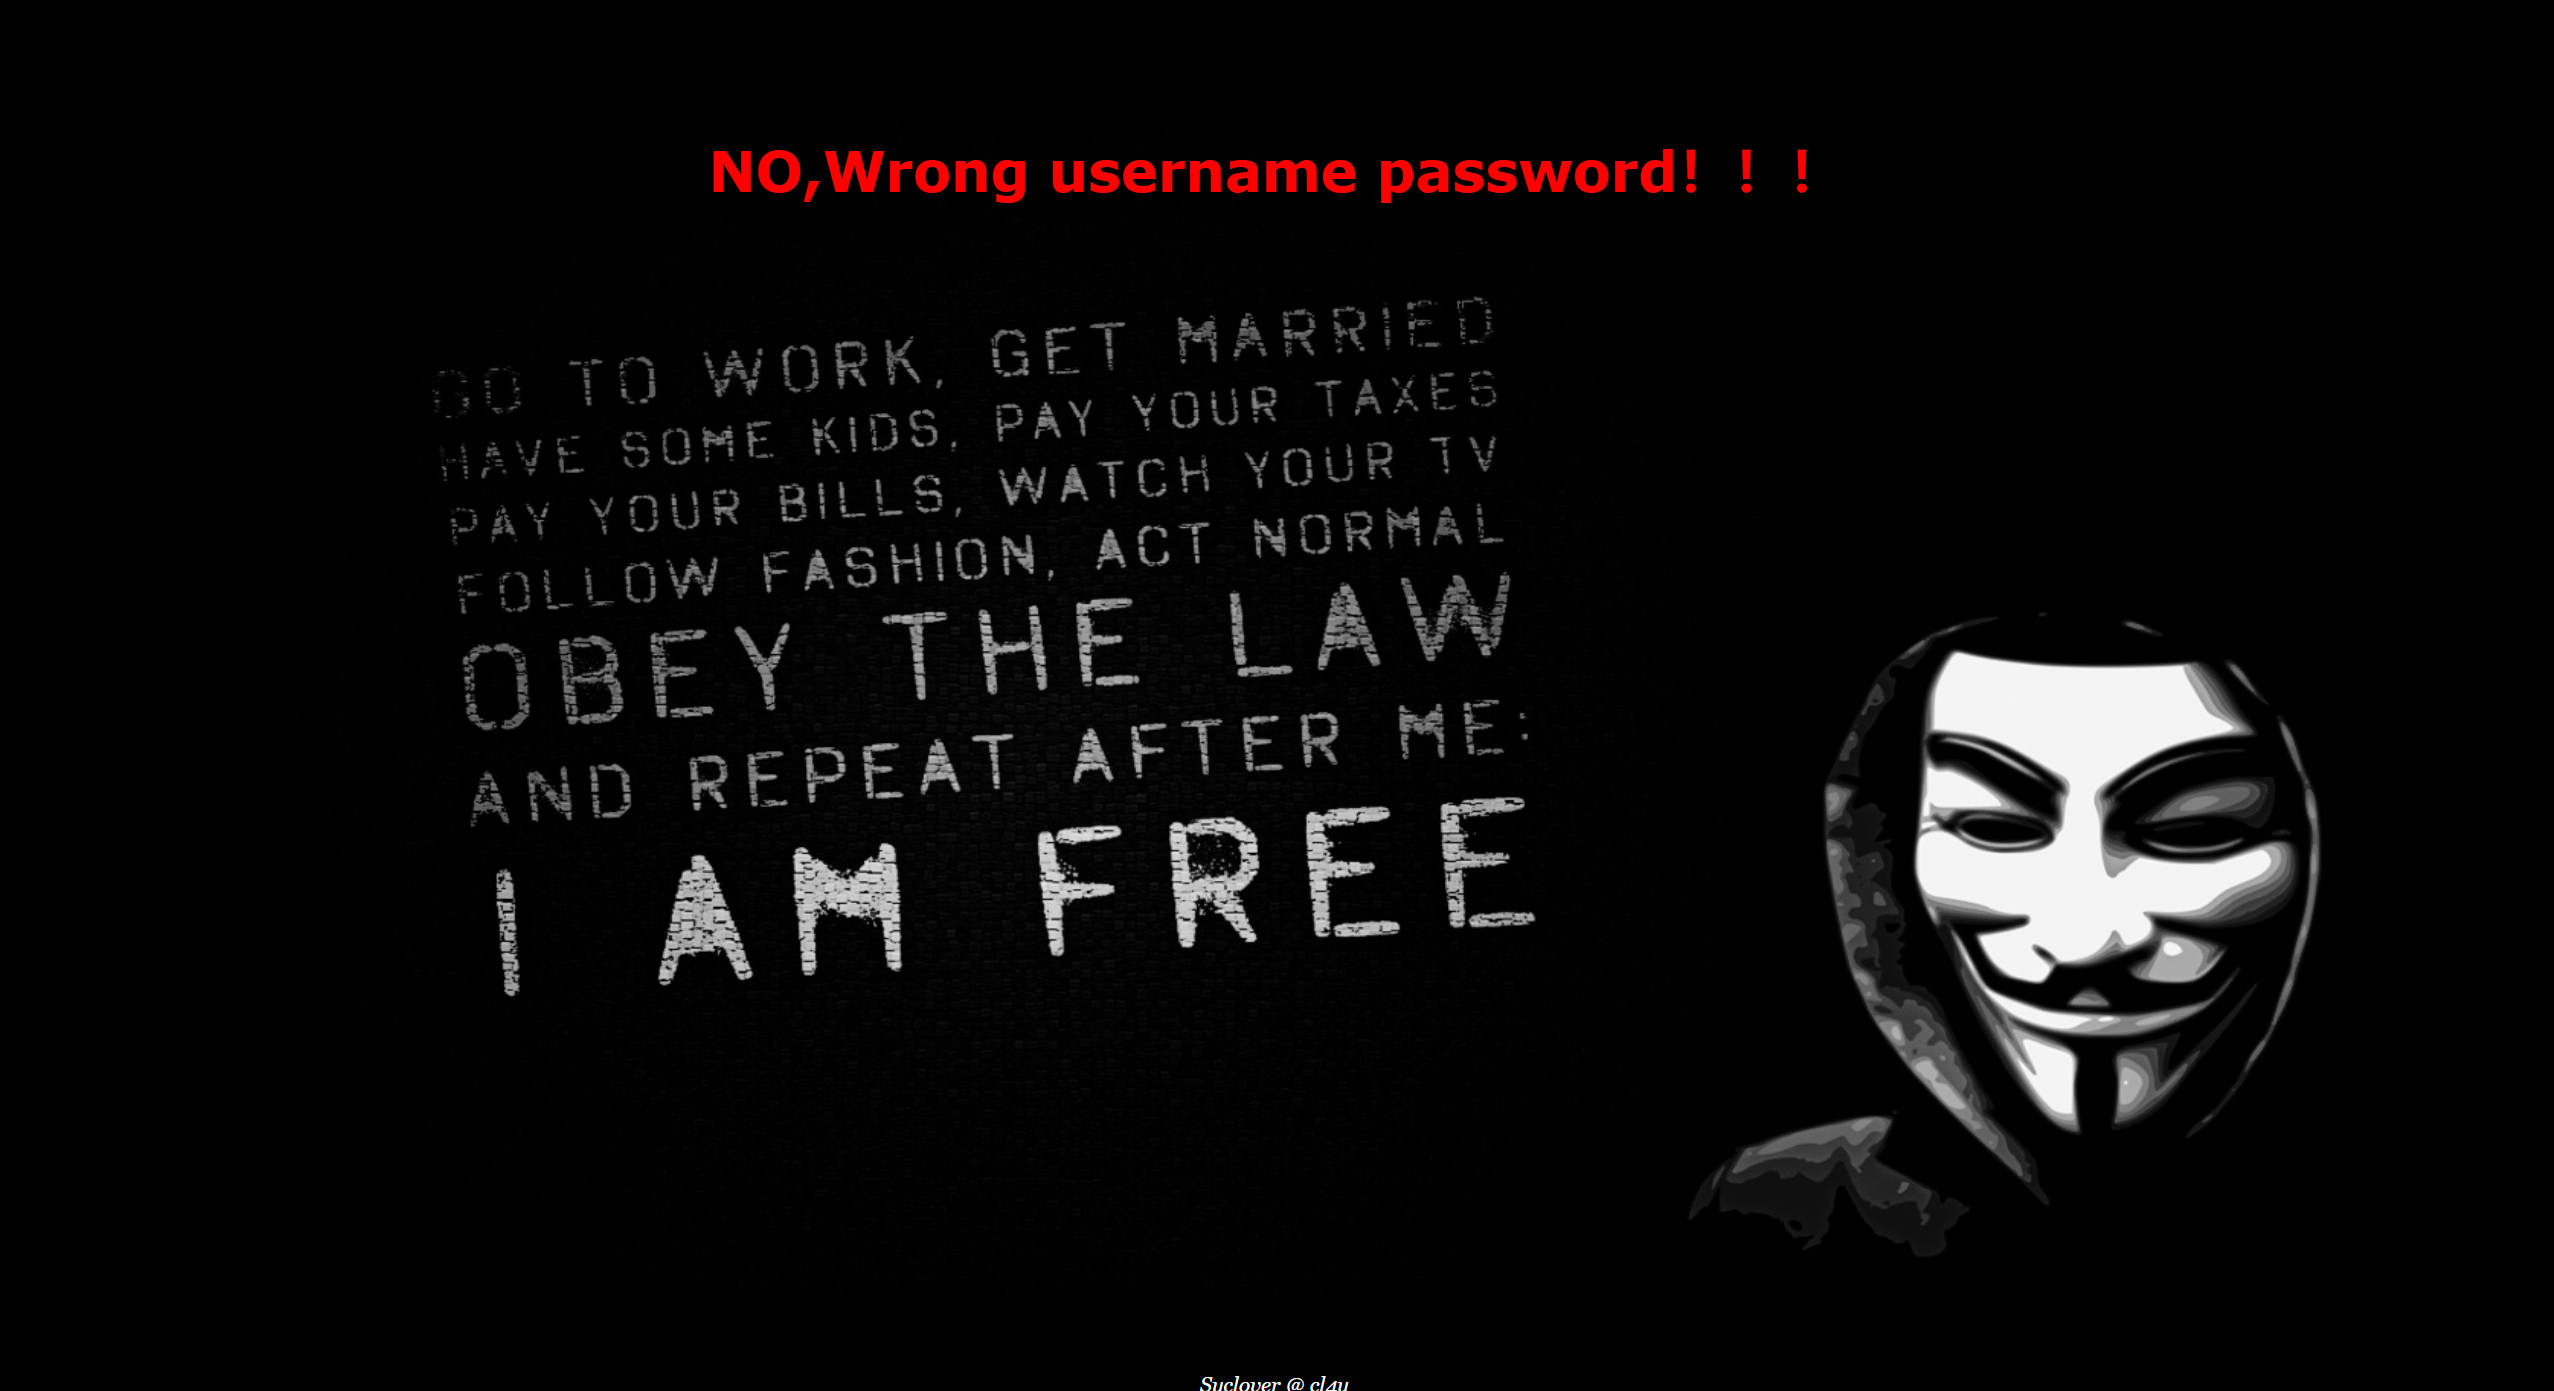 NO,Wrong username password！！！
GO TO WORK, GET MARRIED
HAVE SOME KIDS, PAY YOUR TAXES
PAY YOUR BILLS, WATCH YOUR TV
FOLLOW FASHION, ACT NORMAL
OBEY THE LAW
AND REPEAT AFTER ME:
I AM FREE
Syclover @ cl4y